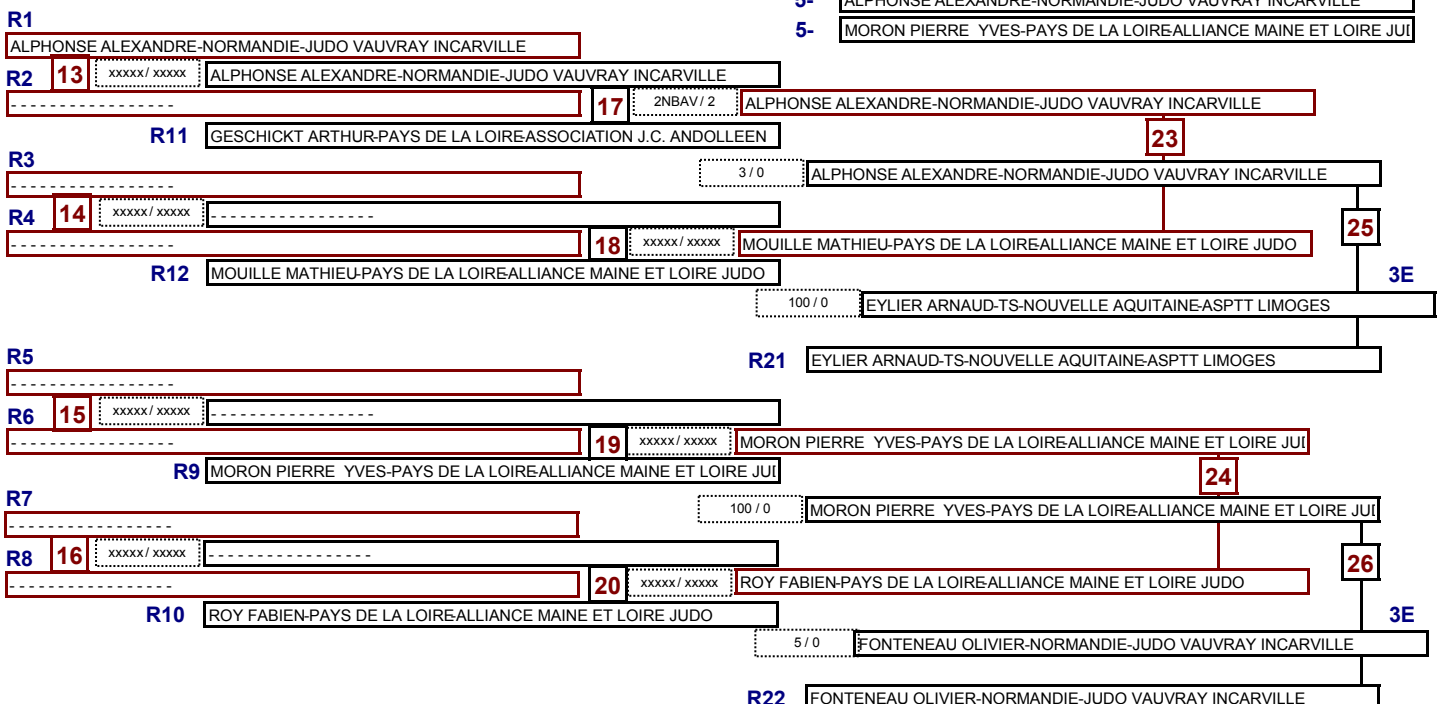 5- ALPHONSE ALEXANDRE-NORMANDIE-JUDO VAUVRAY INCARVILLE
5- MORON PIERRE YVES-PAYS DE LA LOIRE-ALLIANCE MAINE ET LOIRE JUD
R1
ALPHONSE ALEXANDRE-NORMANDIE-JUDO VAUVRAY INCARVILLE
R2 13 xxxxx / xxxxx ALPHONSE ALEXANDRE-NORMANDIE-JUDO VAUVRAY INCARVILLE
- - - - - - - - - - - - - - - - 17 2NBAV / 2 ALPHONSE ALEXANDRE-NORMANDIE-JUDO VAUVRAY INCARVILLE
R11 GESCHICKT ARTHUR-PAYS DE LA LOIRE-ASSOCIATION J.C. ANDOLLEEN 23
R3
3 / 0 ALPHONSE ALEXANDRE-NORMANDIE-JUDO VAUVRAY INCARVILLE
- - - - - - - - - - - - - - - -
R4 14 xxxxx / xxxxx - - - - - - - - - - - - - - - - 25
- - - - - - - - - - - - - - - - 18 xxxxx / xxxxx MOUILLE MATHIEU-PAYS DE LA LOIRE-ALLIANCE MAINE ET LOIRE JUDO
R12 MOUILLE MATHIEU-PAYS DE LA LOIRE-ALLIANCE MAINE ET LOIRE JUDO 3E
100 / 0 EYLIER ARNAUD-TS-NOUVELLE AQUITAINE-ASPTT LIMOGES
R5 R21 EYLIER ARNAUD-TS-NOUVELLE AQUITAINE-ASPTT LIMOGES
- - - - - - - - - - - - - - - -
R6 15 xxxxx / xxxxx - - - - - - - - - - - - - - - -
- - - - - - - - - - - - - - - - 19 xxxxx / xxxxx MORON PIERRE YVES-PAYS DE LA LOIRE-ALLIANCE MAINE ET LOIRE JUD
R9 MORON PIERRE YVES-PAYS DE LA LOIRE-ALLIANCE MAINE ET LOIRE JUD 24
R7
100 / 0 MORON PIERRE YVES-PAYS DE LA LOIRE-ALLIANCE MAINE ET LOIRE JUD
- - - - - - - - - - - - - - - -
R8 16 xxxxx / xxxxx - - - - - - - - - - - - - - - - 26
- - - - - - - - - - - - - - - - 20 xxxxx / xxxxx ROY FABIEN-PAYS DE LA LOIRE-ALLIANCE MAINE ET LOIRE JUDO
R10 ROY FABIEN-PAYS DE LA LOIRE-ALLIANCE MAINE ET LOIRE JUDO 3E
5 / 0 FONTENEAU OLIVIER-NORMANDIE-JUDO VAUVRAY INCARVILLE
R22 FONTENEAU OLIVIER-NORMANDIE-JUDO VAUVRAY INCARVILLE